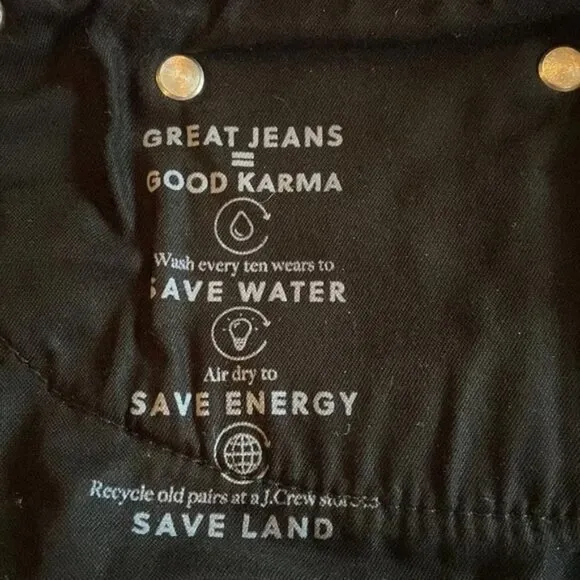 GREAT JEANS
=
GOOD KARMA
Wash every ten wears to
SAVE WATER
Air dry to
SAVE ENERGY
Recycle old pairs at a J.Crew
SAVE LAND